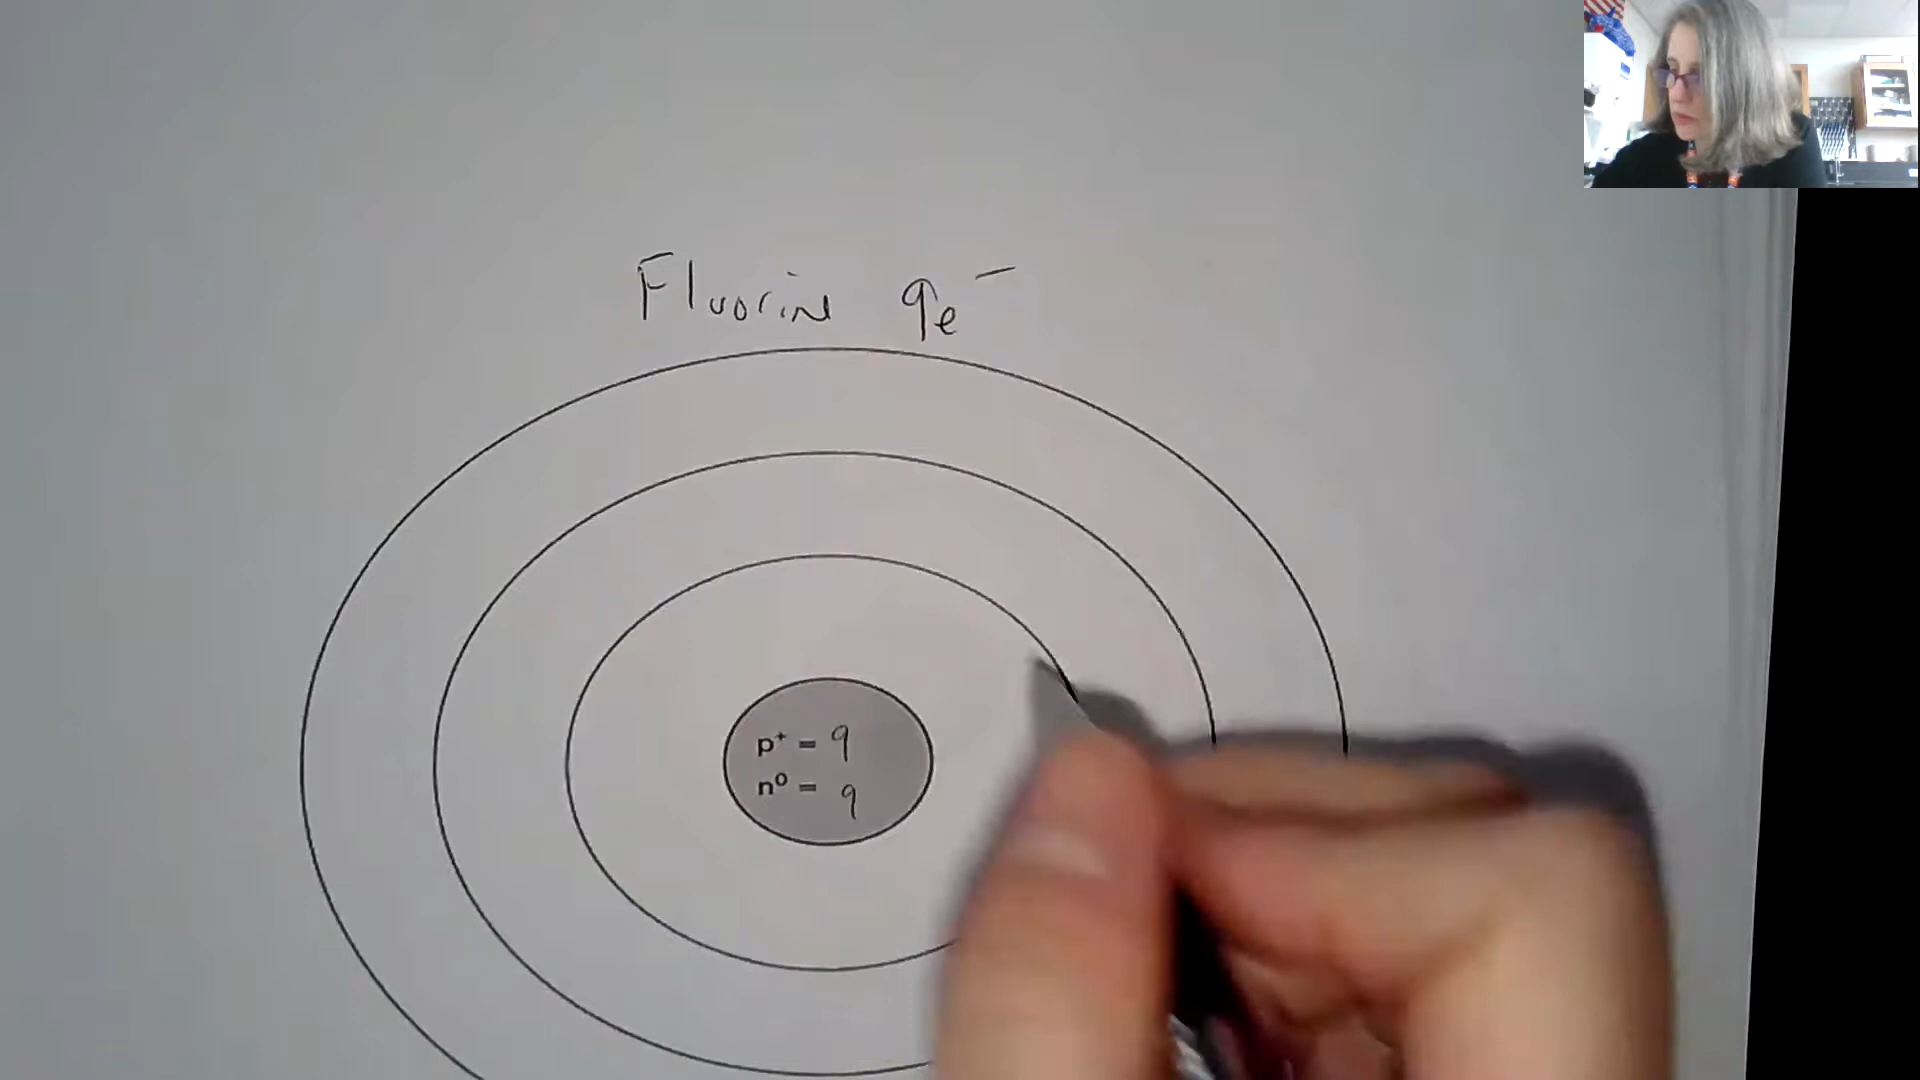 Fluorine 9e⁻
p⁺ = 9
n⁰ = 9